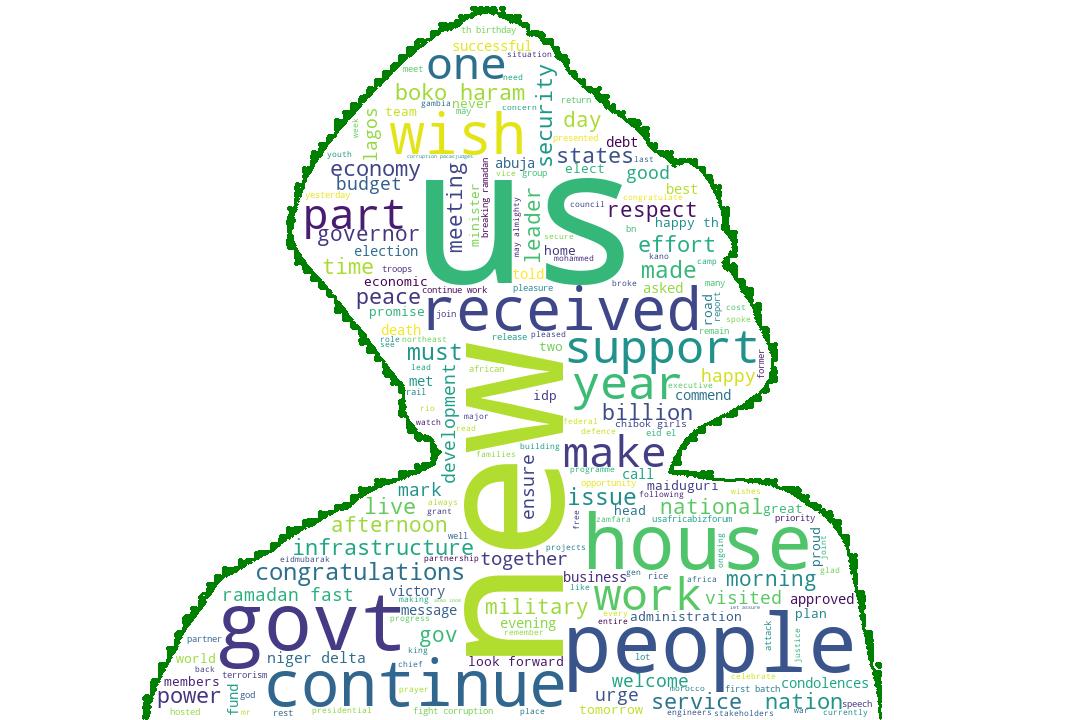 th birthday
successful
situation
one
meet
need
boko haram
gambia
never
concern
return
security
team
may
lagos
week
wish
day
presented
debt
youth
states
last
economy
abuja
budget
vice
group
elect
good
yesterday
best
congratulate
us
meeting
minister
breaking ramadan
may almighty
leader
council
part
respect
governor
happy th
bn
secure
election
home
mohammed
effort
kano
time
troops
told
made
camp
economic
continue work
pleasure
broke
asked
many
peace
received
join
promise
road
report
cost
spoke
death
role
northeast
see
release
pleased
remain
must
two
support
former
lead
african
year
happy
met
rail
executive
commend
development
idp
rio
major
billion
watch
read
federal
chibok girls
defence
eid el
new
building
families
make
ensure
programme
call
mark
opportunity
maiduguri
wishes
live
always
grant
issue
following
national
great
head
afternoon
free
zamfara
usafricabizforum
priority
well
infrastructure
projects
house
ongoing
proud
joint
eidmubarak
partnership
together
congratulations
business
gen
rice
africa
morning
glad
like
ramadan fast
victory
work
visited
approved
making
message
military
let assure
govt
progress
every
entire
administration
plan
evening
remember
partner
gov
people
attack
justice
king
world
niger delta
chief
look forward
lot
back
members
terrorism
continue
prayer
welcome
morocco
celebrate
first batch
condolences
power
fund
god
urge
service
nation
speech
hosted
mr
rest
presidential
fight corruption
place
tomorrow
engineers
stakeholders
war
currently